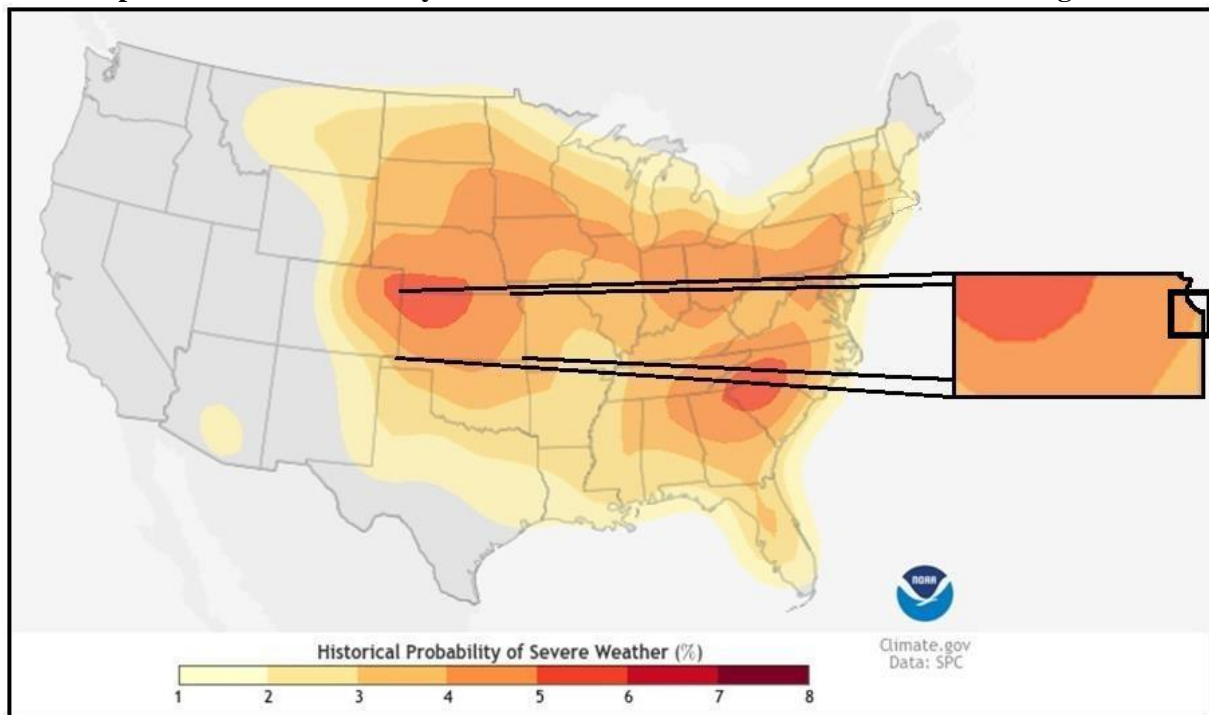 NOAA
Climate.gov
Data: SPC
Historical Probability of Severe Weather (%)
1 2 3 4 5 6 7 8